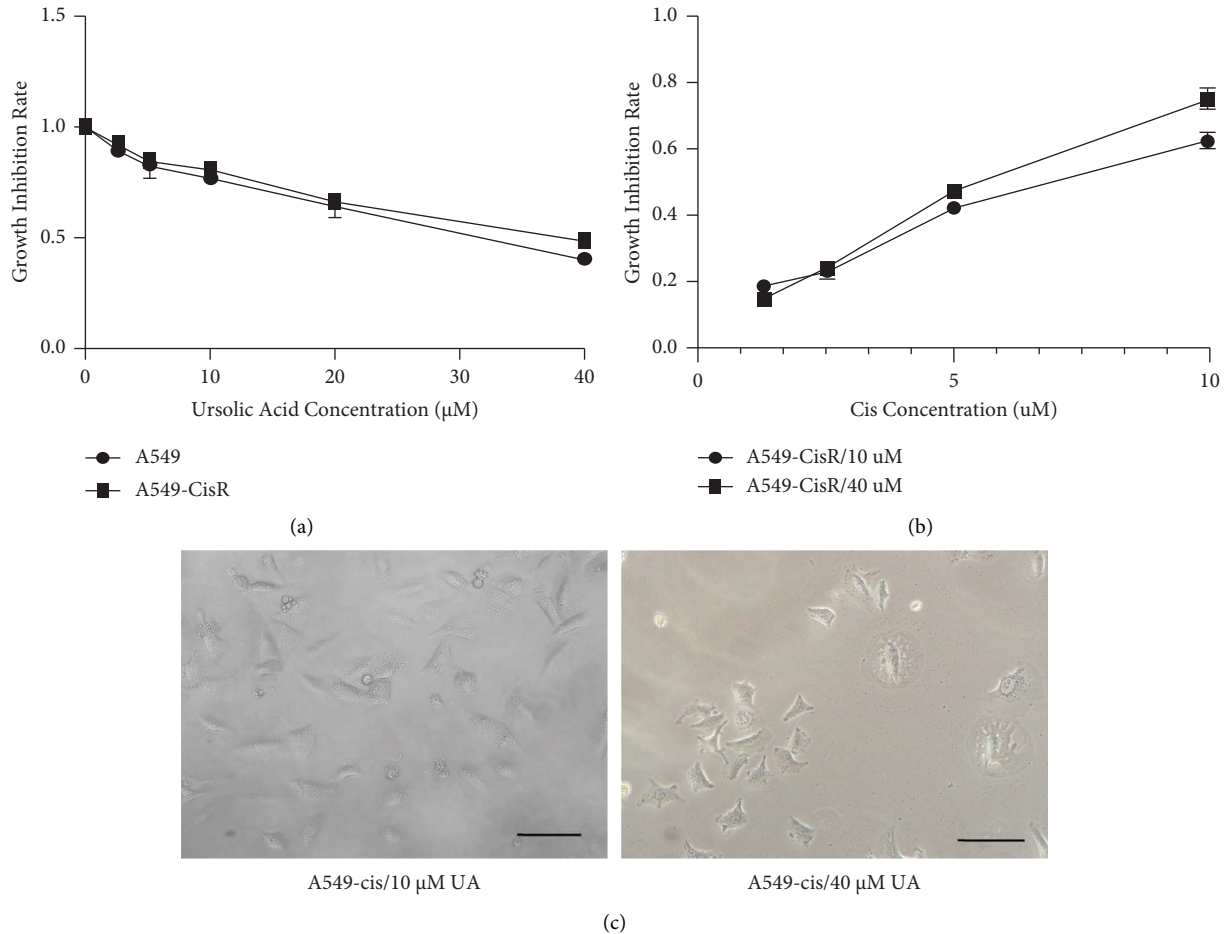 1.5
1.0
0.5
0.0
Growth Inhibition Rate
0 10 20 30 40
Ursolic Acid Concentration (μM)
A549
A549-CisR
(a)
1.0
0.8
0.6
0.4
0.2
0.0
Growth Inhibition Rate
0 5 10
Cis Concentration (uM)
A549-CisR/10 uM
A549-CisR/40 uM
(b)
A549-cis/10 μM UA
A549-cis/40 μM UA
(c)